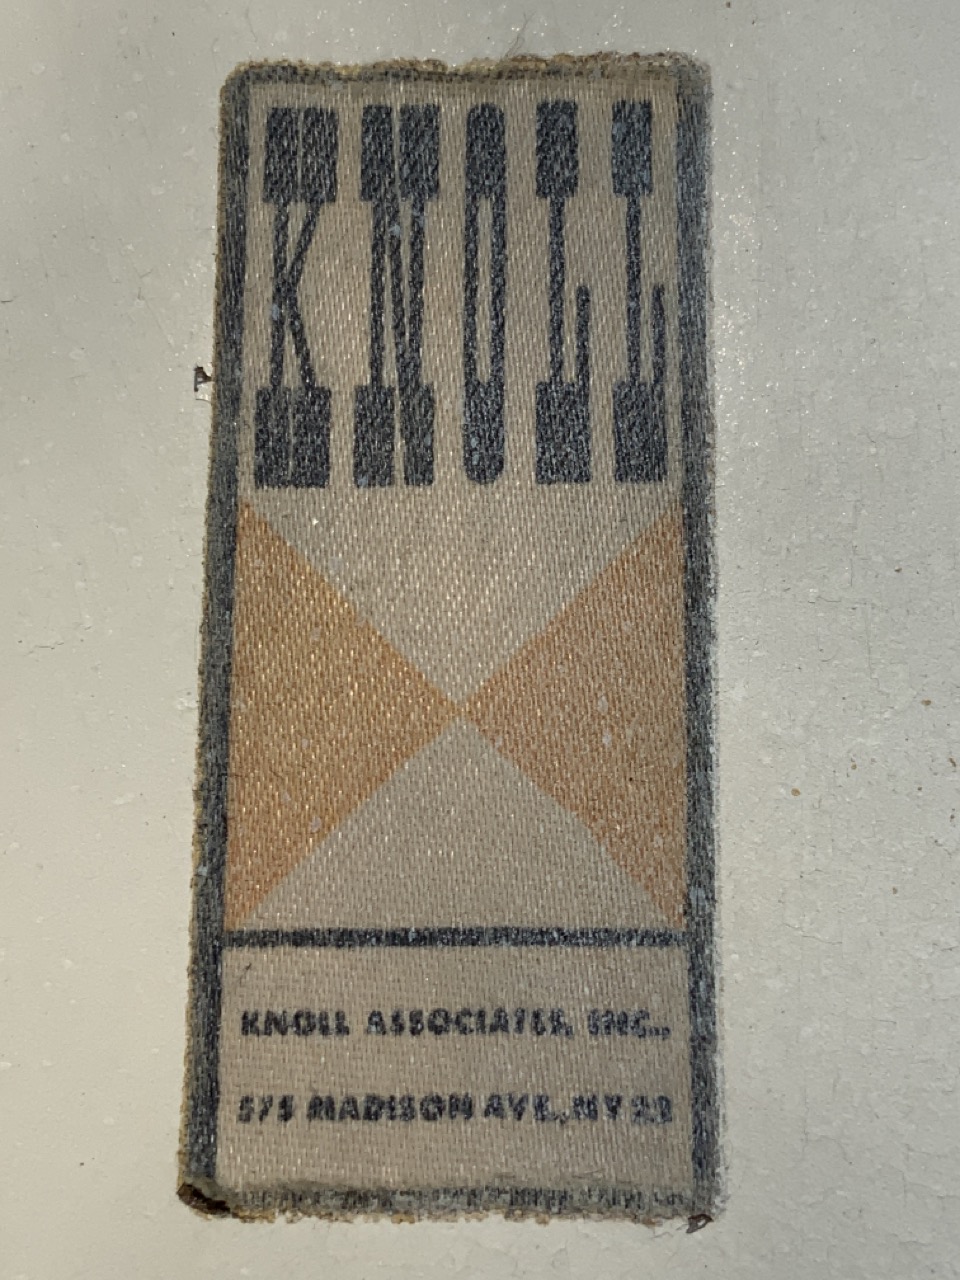 KNOLL
KNOLL ASSOCIATES, INC.,
575 MADISON AVE., NY 22